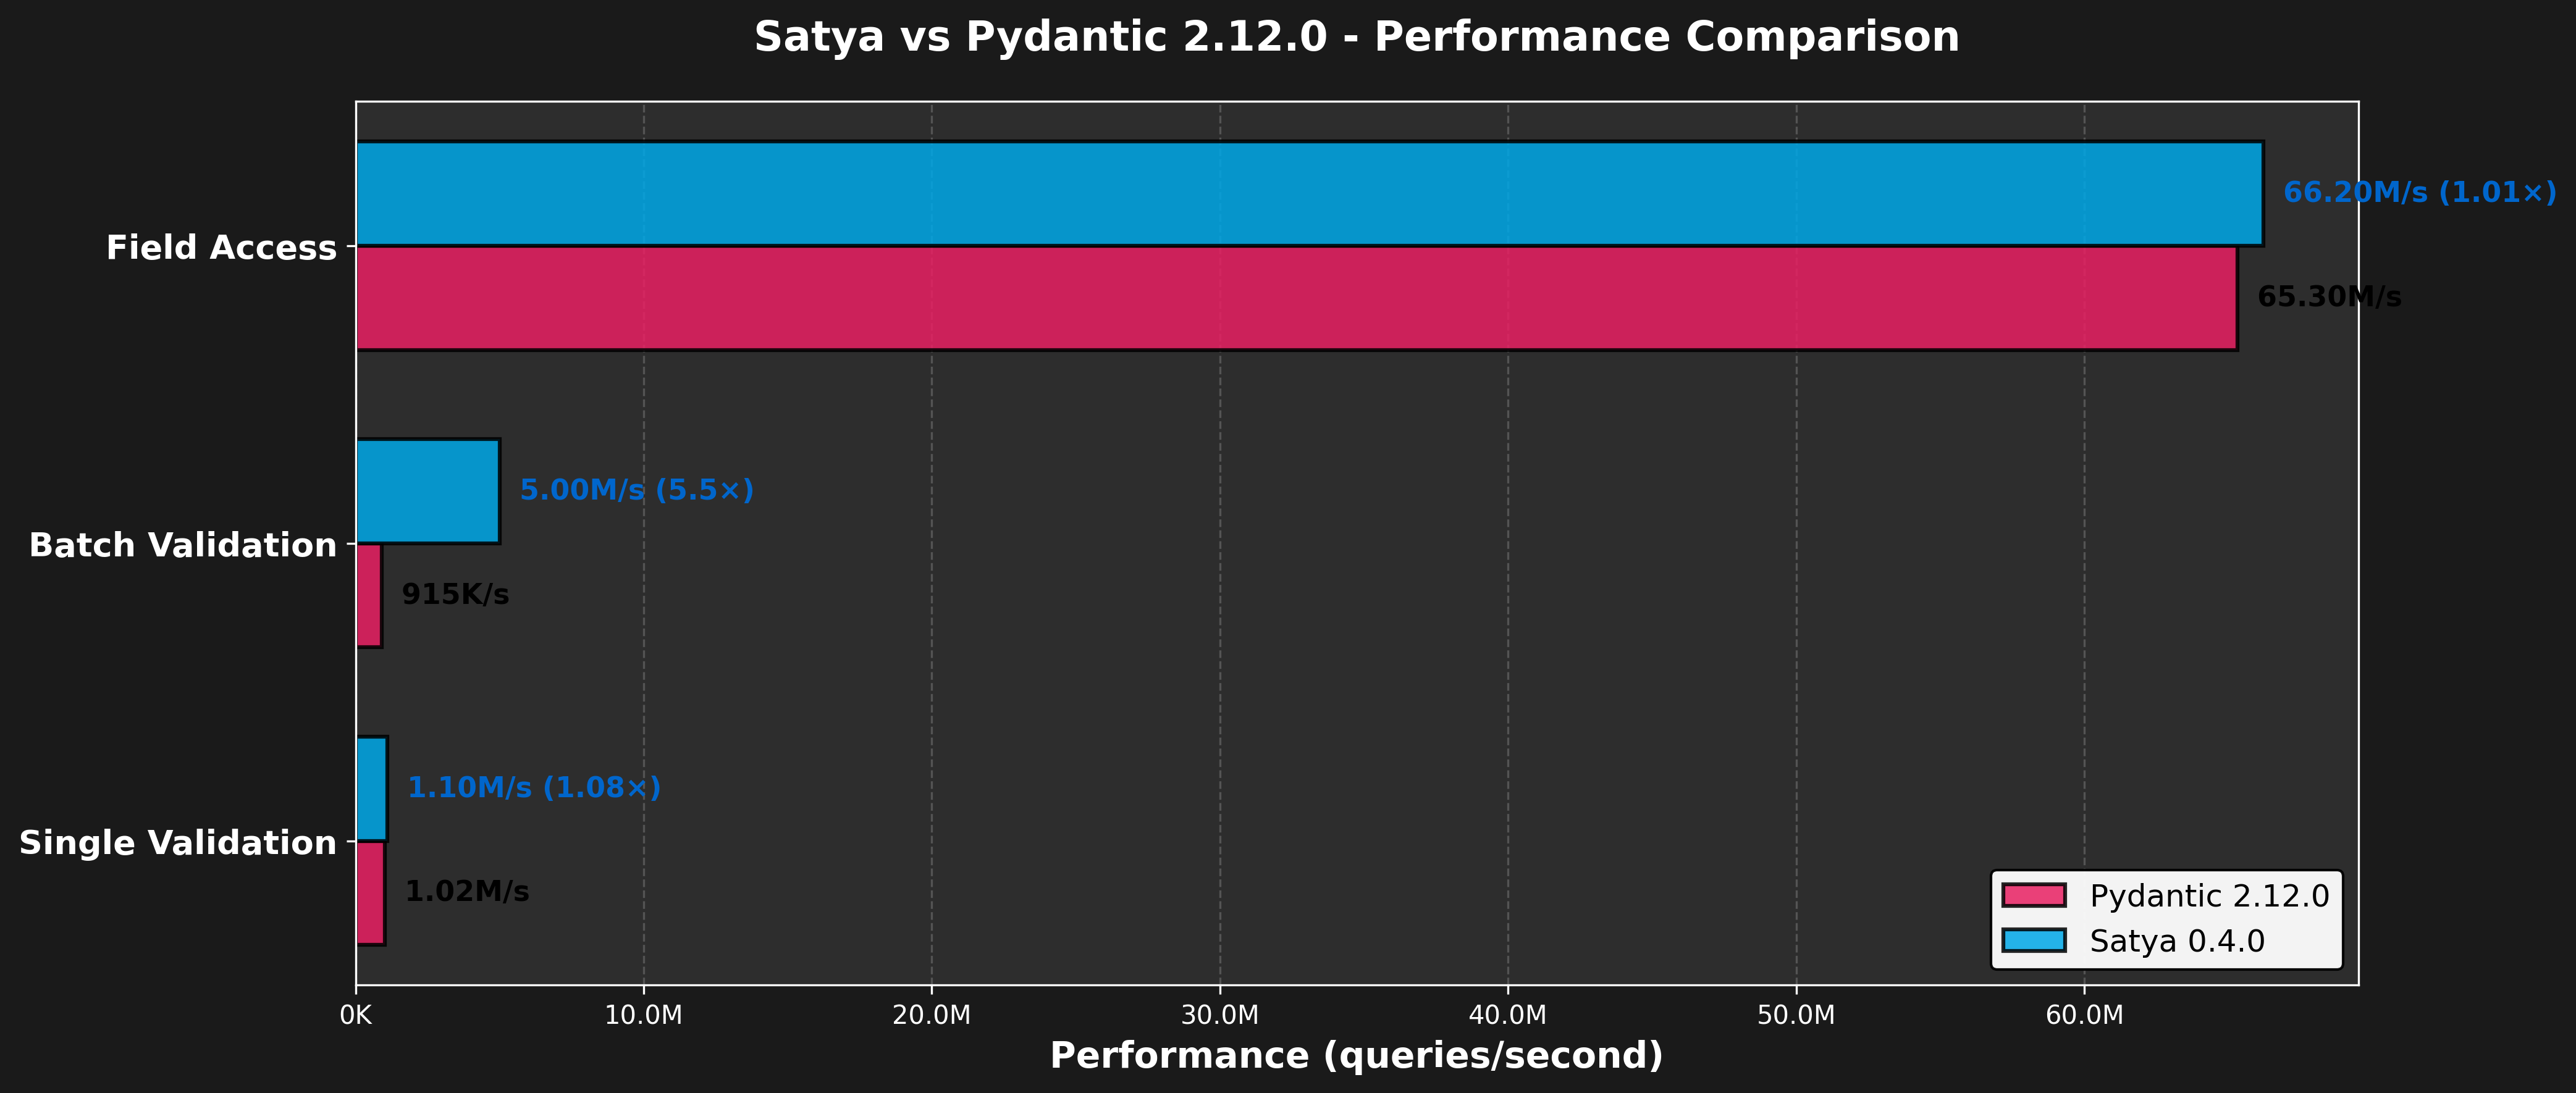 Satya vs Pydantic 2.12.0 - Performance Comparison
66.20M/s (1.01×)
Field Access
65.30M/s
5.00M/s (5.5×)
Batch Validation
915K/s
1.10M/s (1.08×)
Single Validation
1.02M/s
Pydantic 2.12.0
Satya 0.4.0
0K 10.0M 20.0M 30.0M 40.0M 50.0M 60.0M
Performance (queries/second)